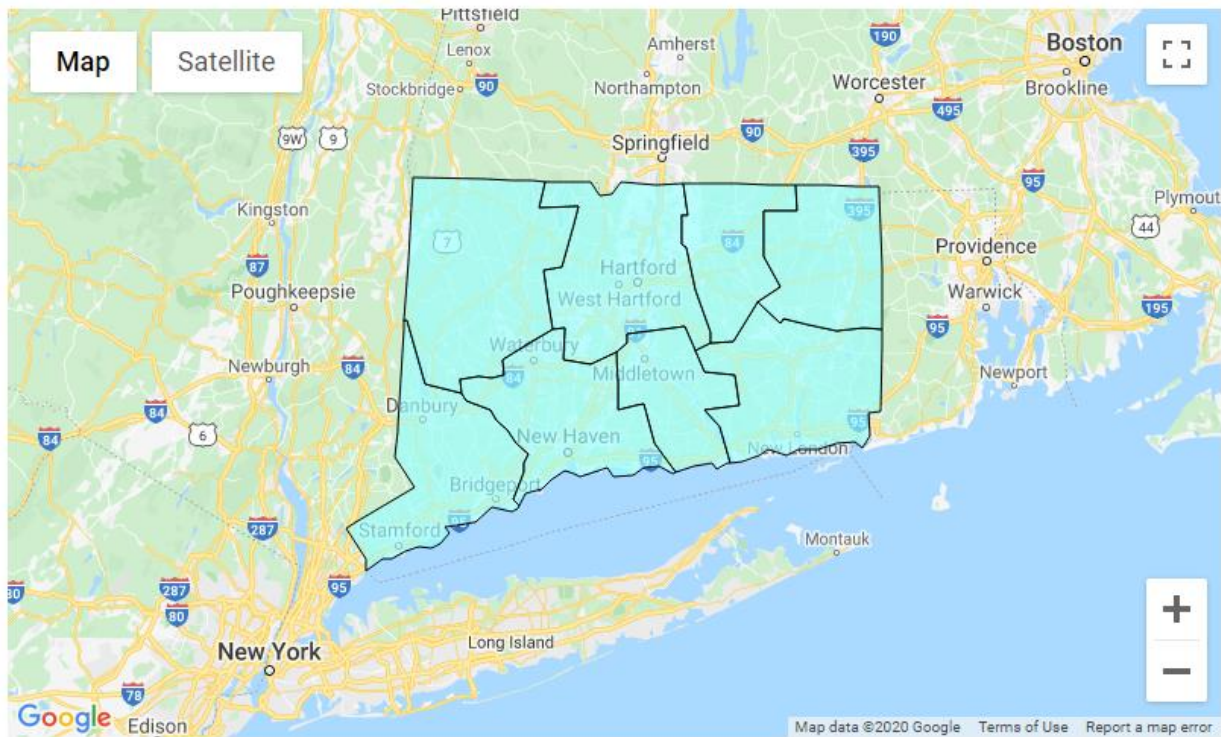 Pittsfield
Map
Satellite
Lenox
Amherst
190
Boston
Stockbridge
90
Northampton
Worcester
Brookline
495
9W
9
Springfield
90
395
95
Plymout
Kingston
7
395
44
87
84
Providence
Hartford
Poughkeepsie
West Hartford
Warwick
195
95
Newburgh
84
Waterbury
Middletown
Newport
84
84
Danbury
84
6
New Haven
95
95
New London
Bridgeport
287
Stamford
95
Montauk
80
287
95
80
New York
Long Island
78
Google
Edison
Map data ©2020 Google
Terms of Use
Report a map error